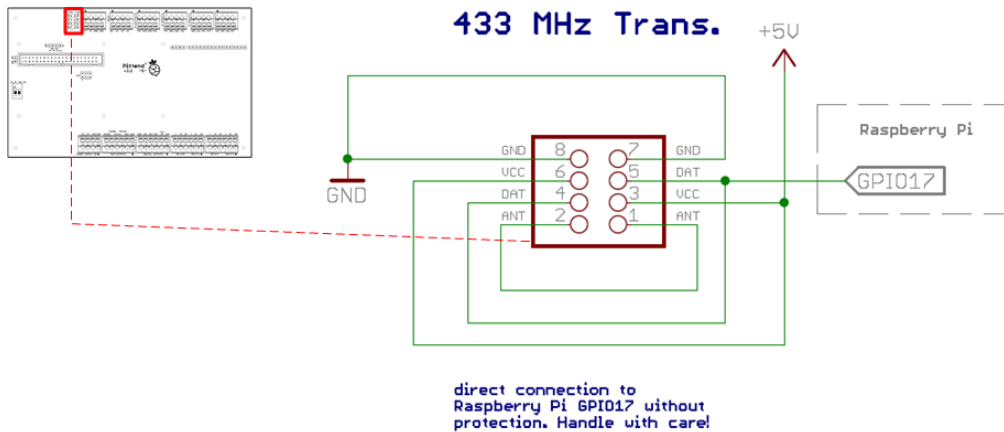 433 MHz Trans.
+5V
Raspberry Pi
GND 8 7 GND
VCC 6 5 DAT
GPIO17
DAT 4 3 VCC
GND
ANT 2 1 ANT
direct connection to
Raspberry Pi GPIO17 without
protection. Handle with care!